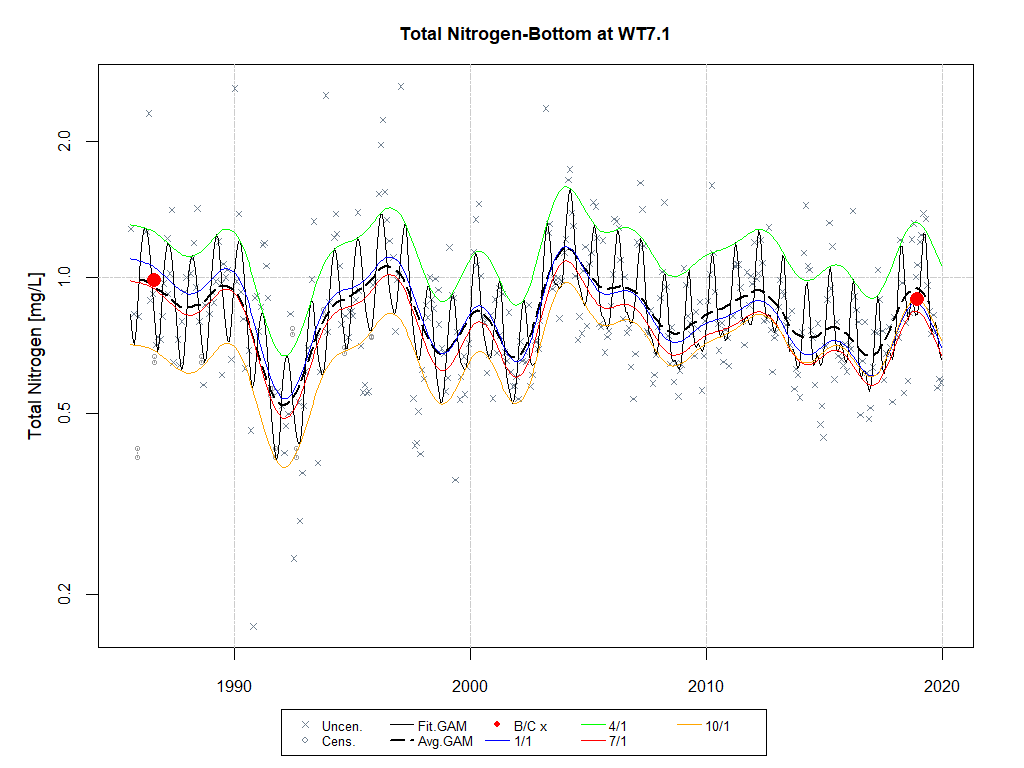 Total Nitrogen-Bottom at WT7.1
Total Nitrogen [mg/L]
2.0
1.0
0.5
0.2
1990 2000 2010 2020
Uncen. Fit.GAM B/C x 4/1 10/1
Cens. Avg.GAM 1/1 7/1